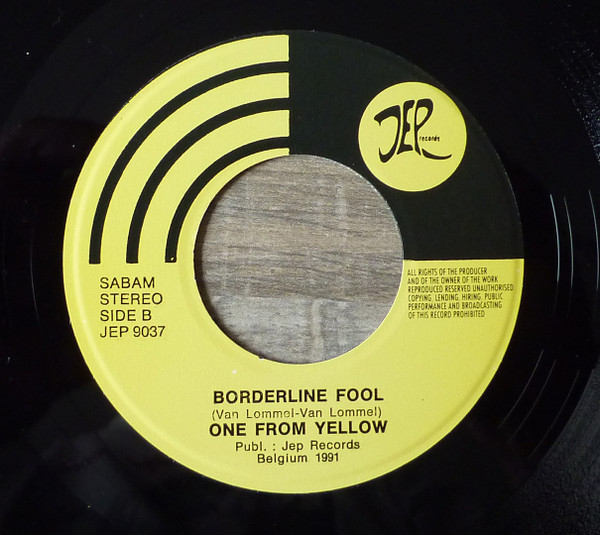 JEP
records
SABAM
STEREO
SIDE B
JEP 9037
ALL RIGHTS OF THE PRODUCER
AND OF THE OWNER OF THE WORK
REPRODUCED RESERVED UNAUTHORISED
COPYING, LENDING, HIRING, PUBLIC
PERFORMANCE AND BROADCASTING
OF THIS RECORD PROHIBITED
BORDERLINE FOOL
(Van Lommel-Van Lommel)
ONE FROM YELLOW
Publ. : Jep Records
Belgium 1991